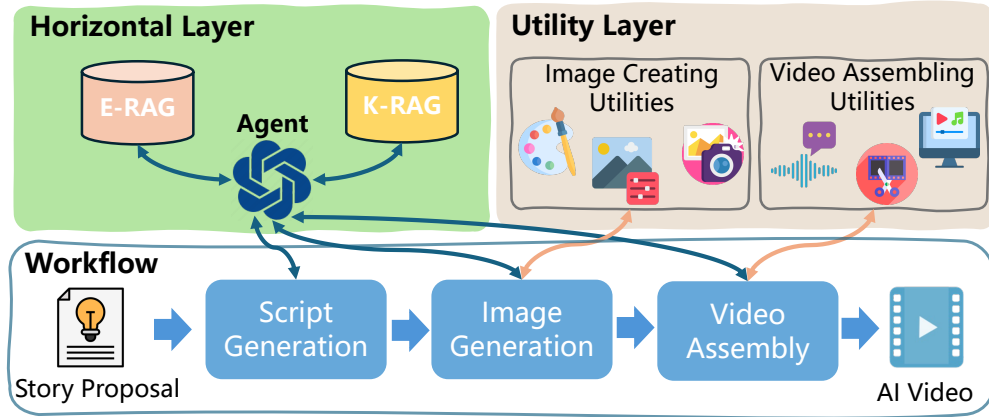 Horizontal Layer
E-RAG
K-RAG
Agent
Utility Layer
Image Creating
Utilities
Video Assembling
Utilities
Workflow
Story Proposal
Script
Generation
Image
Generation
Video
Assembly
AI Video